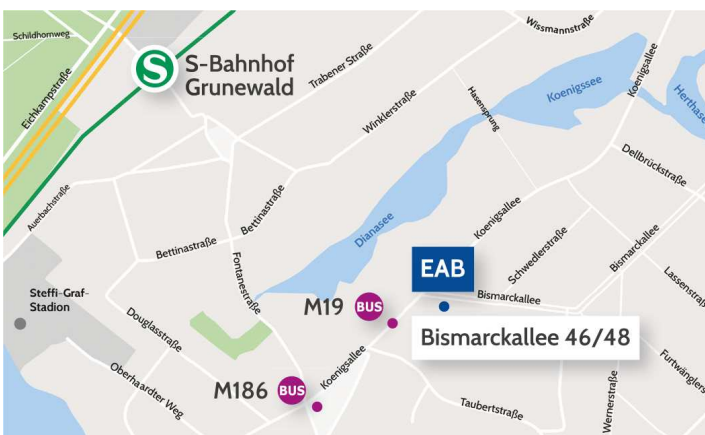 Schildhornweg
Wissmannstraße
S
S-Bahnhof
Grunewald
Trabener Straße
Koenigsallee
Eichkampstraße
Koenigssee
Hasensprung
Winklerstraße
Dellbrückstraße
Auerbachstraße
Bettinastraße
Koenigsallee
Dianasee
Bettinastraße
Fontanestraße
Schwedlerstraße
Bismarckallee
EAB
Lassenstraße
Steffi-Graf-
Stadion
M19 BUS
Bismarckallee
Douglasstraße
Bismarckallee 46/48
Oberhaardter Weg
M186 BUS
Koenigsallee
Taubertstraße
Wernerstraße